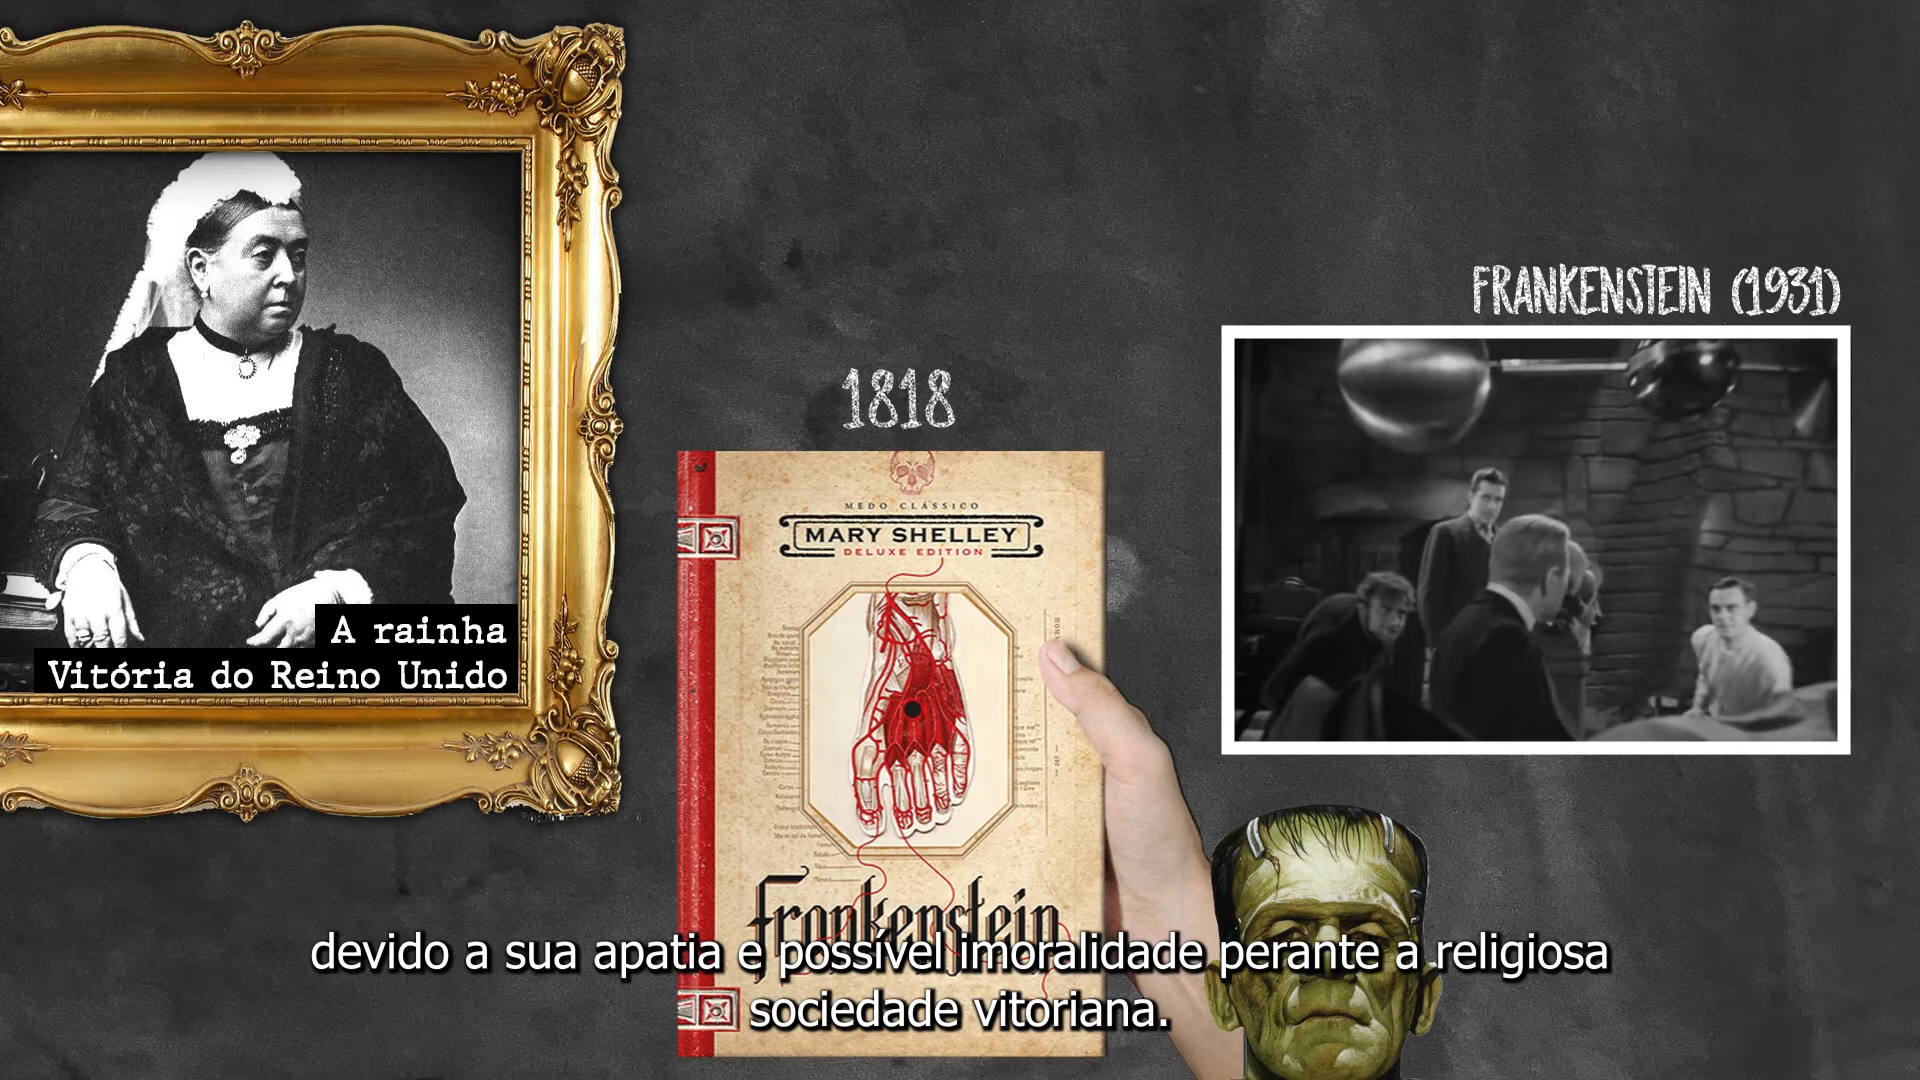 A rainha
Vitória do Reino Unido
1818
MEDO CLÁSSICO
MARY SHELLEY
DELUXE EDITION
Frankenstein
FRANKENSTEIN (1931)
devido a sua apatia e possível imoralidade perante a religiosa
sociedade vitoriana.